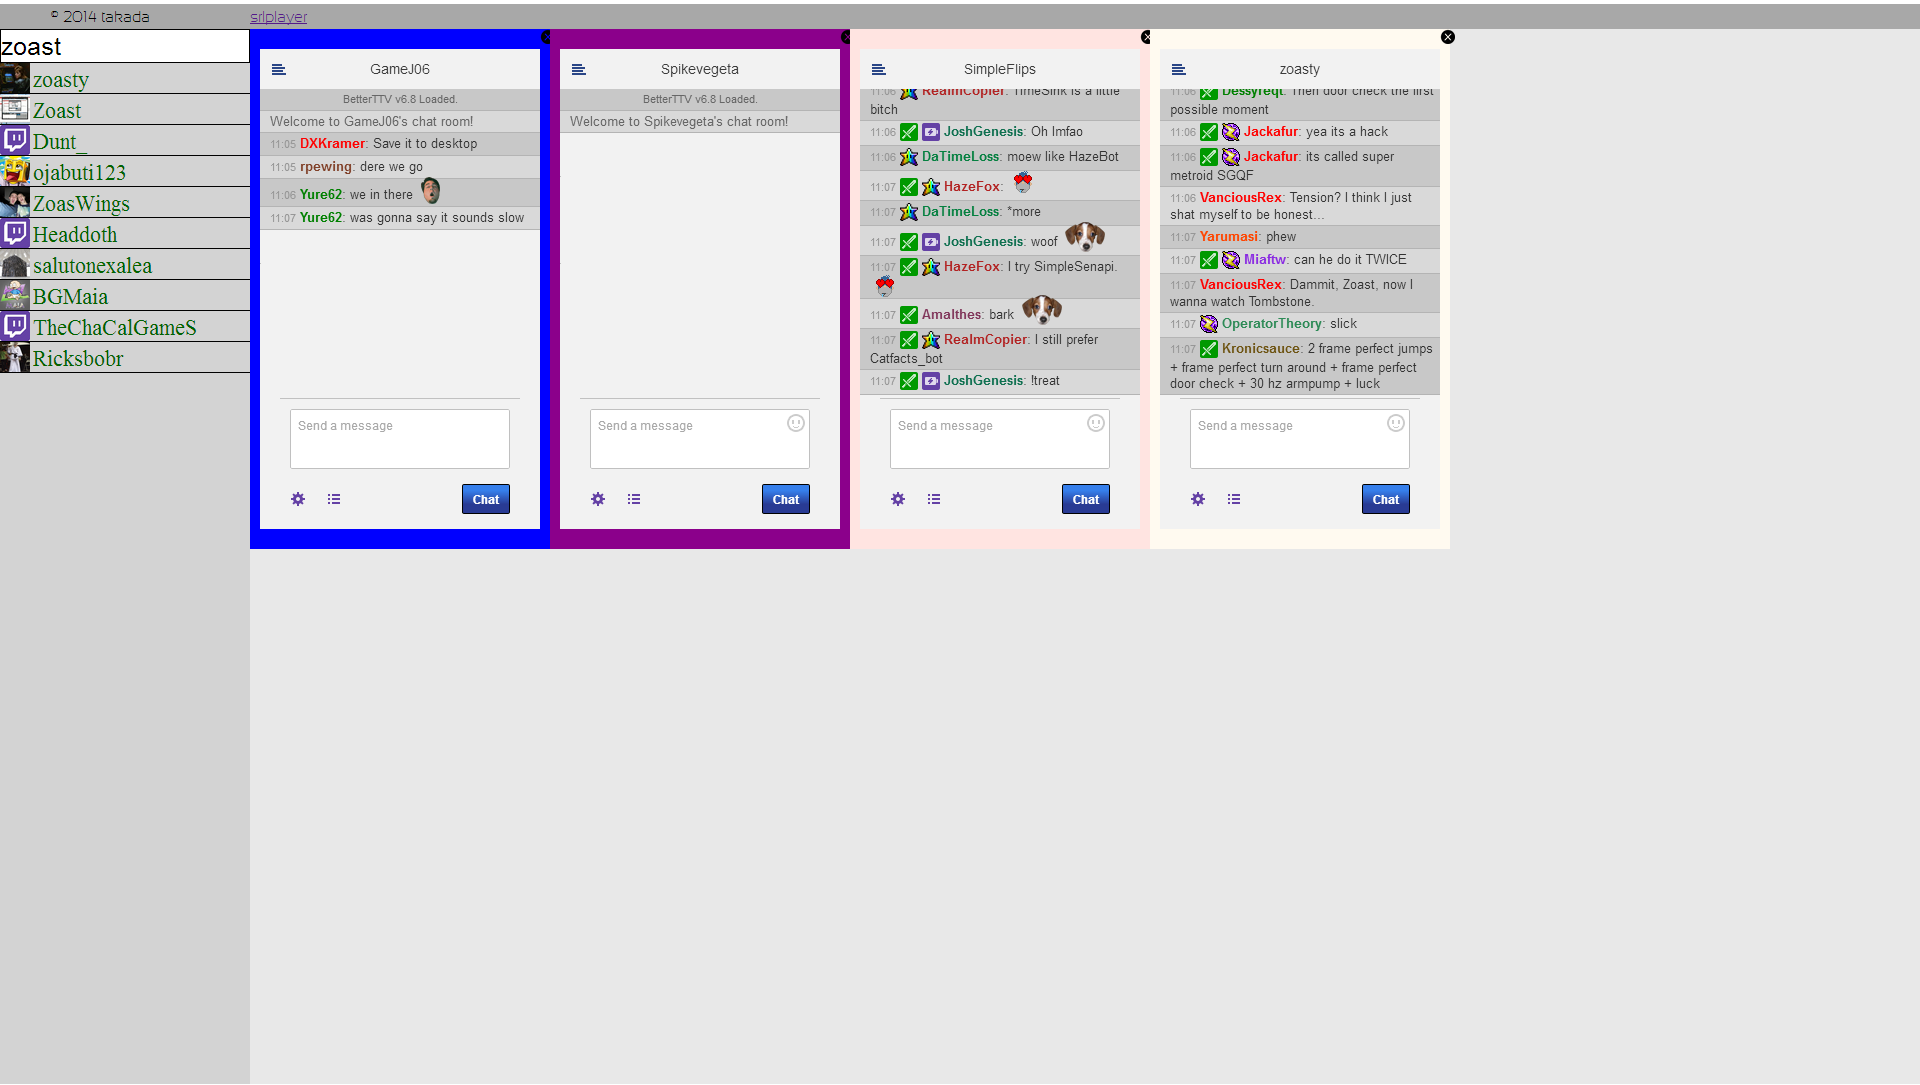 © 2014 takada
srlplayer
zoast
zoasty
Zoast
Dunt_
ojabuti123
ZoasWings
Headdoth
salutonexalea
BGMaia
TheChaCalGameS
Ricksbobr
GameJ06
BetterTTV v6.8 Loaded.
Welcome to GameJ06's chat room!
11:05 DXKramer: Save it to desktop
11:05 rpewing: dere we go
11:06 Yure62: we in there
11:07 Yure62: was gonna say it sounds slow
Send a message
Chat
Spikevegeta
BetterTTV v6.8 Loaded.
Welcome to Spikevegeta's chat room!
Send a message
Chat
SimpleFlips
11:06 RealmCopier: TimeSink is a little
bitch
11:06 JoshGenesis: Oh lmfao
11:06 DaTimeLoss: moew like HazeBot
11:07 HazeFox:
11:07 DaTimeLoss: *more
11:07 JoshGenesis: woof
11:07 HazeFox: I try SimpleSenapi.
11:07 Amalthes: bark
11:07 RealmCopier: I still prefer
Catfacts_bot
11:07 JoshGenesis: !treat
Send a message
Chat
zoasty
11:06 Dessyreqt: Then door check the first
possible moment
11:06 Jackafur: yea its a hack
11:06 Jackafur: its called super
metroid SGQF
11:06 VanciousRex: Tension? I think I just
shat myself to be honest...
11:07 Yarumasi: phew
11:07 Miaftw: can he do it TWICE
11:07 VanciousRex: Dammit, Zoast, now I
wanna watch Tombstone.
11:07 OperatorTheory: slick
11:07 Kronicsauce: 2 frame perfect jumps
+ frame perfect turn around + frame perfect
door check + 30 hz armpump + luck
Send a message
Chat